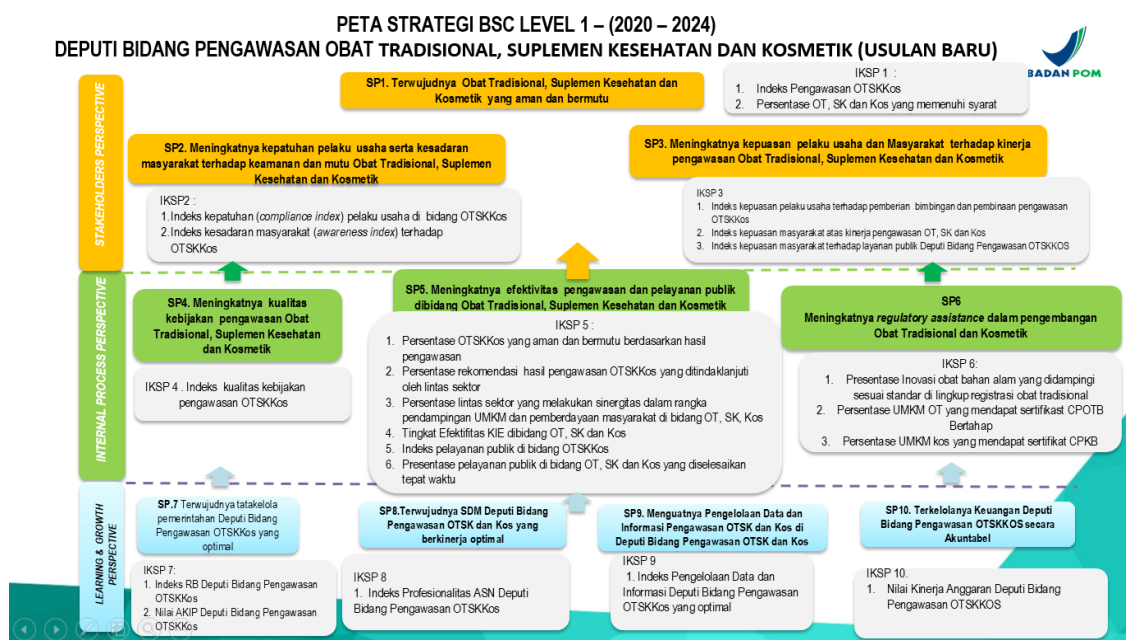 PETA STRATEGI BSC LEVEL 1 – (2020 – 2024)
DEPUTI BIDANG PENGAWASAN OBAT TRADISIONAL, SUPLEMEN KESEHATAN DAN KOSMETIK (USULAN BARU)
BADAN POM
STAKEHOLDERS PERSPECTIVE
SP1. Terwujudnya Obat Tradisional, Suplemen Kesehatan dan
Kosmetik yang aman dan bermutu
IKSP 1 :
1. Indeks Pengawasan OTSKKos
2. Persentase OT, SK dan Kos yang memenuhi syarat
SP2. Meningkatnya kepatuhan pelaku usaha serta kesadaran
masyarakat terhadap keamanan dan mutu Obat Tradisional, Suplemen
Kesehatan dan Kosmetik
IKSP2 :
1.Indeks kepatuhan (compliance index) pelaku usaha di bidang OTSKKos
2.Indeks kesadaran masyarakat (awareness index) terhadap
OTSKKos
SP3. Meningkatnya kepuasan pelaku usaha dan Masyarakat terhadap kinerja
pengawasan Obat Tradisional, Suplemen Kesehatan dan Kosmetik
IKSP 3
1. Indeks kepuasan pelaku usaha terhadap pemberian bimbingan dan pembinaan pengawasan
OTSKKos
2. Indeks kepuasan masyarakat atas kinerja pengawasan OT, SK dan Kos
3. Indeks kepuasan masyarakat terhadap layanan publik Deputi Bidang Pengawasan OTSKKOS
INTERNAL PROCESS PERSPECTIVE
SP4. Meningkatnya kualitas
kebijakan pengawasan Obat
Tradisional, Suplemen Kesehatan
dan Kosmetik
IKSP 4 . Indeks kualitas kebijakan
pengawasan OTSKKos
SP5. Meningkatnya efektivitas pengawasan dan pelayanan publik
dibidang Obat Tradisional, Suplemen Kesehatan dan Kosmetik
IKSP 5 :
1. Persentase OTSKKos yang aman dan bermutu berdasarkan hasil
pengawasan
2. Persentase rekomendasi hasil pengawasan OTSKKos yang ditindaklanjuti
oleh lintas sektor
3. Persentase lintas sektor yang melakukan sinergitas dalam rangka
pendampingan UMKM dan pemberdayaan masyarakat di bidang OT, SK, Kos
4. Tingkat Efektifitas KIE dibidang OT, SK dan Kos
5. Indeks pelayanan publik di bidang OTSKKos
6. Presentase pelayanan publik di bidang OT, SK dan Kos yang diselesaikan
tepat waktu
SP6
Meningkatnya regulatory assistance dalam pengembangan
Obat Tradisional dan Kosmetik
IKSP 6:
1. Presentase Inovasi obat bahan alam yang didampingi
sesuai standar di lingkup registrasi obat tradisional
2. Persentase UMKM OT yang mendapat sertifikast CPOTB
Bertahap
3. Persentase UMKM kos yang mendapat sertifikat CPKB
LEARNING & GROWTH
PERSPECTIVE
SP.7 Terwujudnya tatakelola
pemerintahan Deputi Bidang
Pengawasan OTSKKos yang
optimal
IKSP 7:
1. Indeks RB Deputi Bidang Pengawasan
OTSKKos
2. Nilai AKIP Deputi Bidang Pengawasan
OTSKKos
SP8.Terwujudnya SDM Deputi Bidang
Pengawasan OTSK dan Kos yang
berkinerja optimal
IKSP 8
1. Indeks Profesionalitas ASN Deputi
Bidang Pengawasan OTSKKos
SP9. Menguatnya Pengelolaan Data dan
Informasi Pengawasan OTSK dan Kos di
Deputi Bidang Pengawasan OTSK dan Kos
IKSP 9
1. Indeks Pengelolaan Data dan
Informasi Deputi Bidang Pengawasan
OTSKKos yang optimal
SP10. Terkelolanya Keuangan Deputi
Bidang Pengawasan OTSKKOS secara
Akuntabel
IKSP 10.
1. Nilai Kinerja Anggaran Deputi Bidang
Pengawasan OTSKKOS